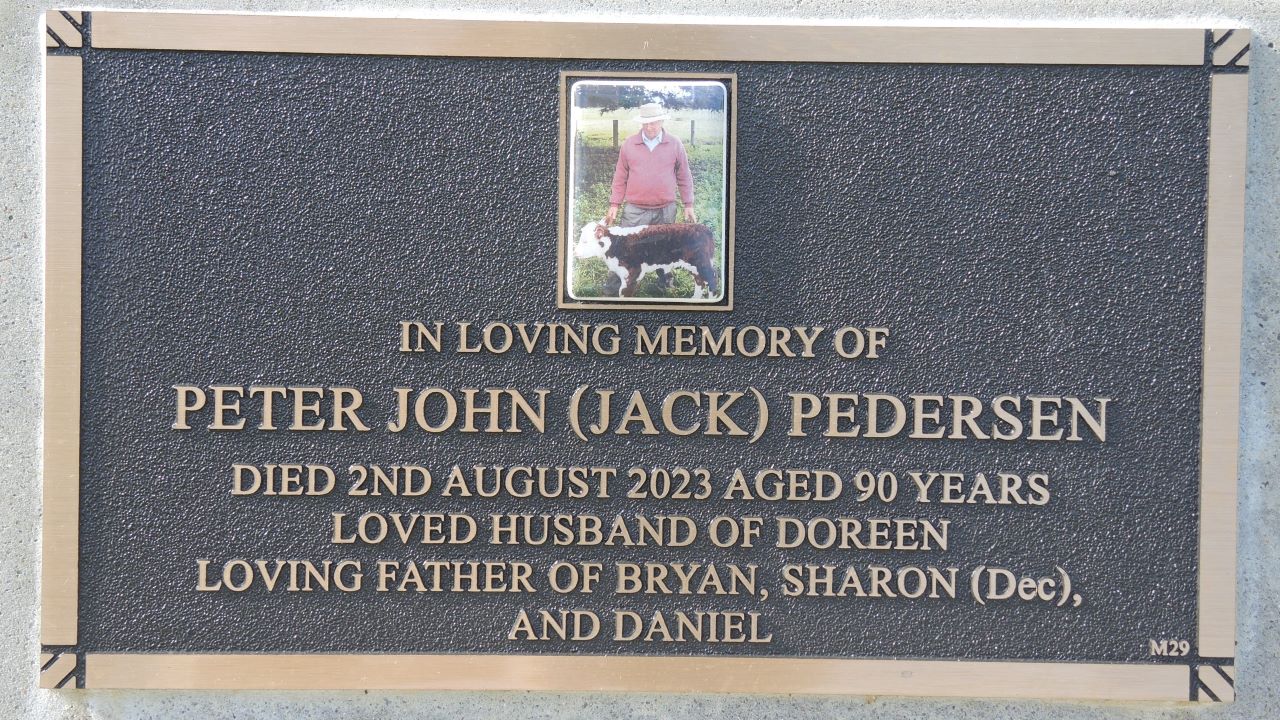 IN LOVING MEMORY OF
PETER JOHN (JACK) PEDERSEN
DIED 2ND AUGUST 2023 AGED 90 YEARS
LOVED HUSBAND OF DOREEN
LOVING FATHER OF BRYAN, SHARON (Dec),
AND DANIEL
M29